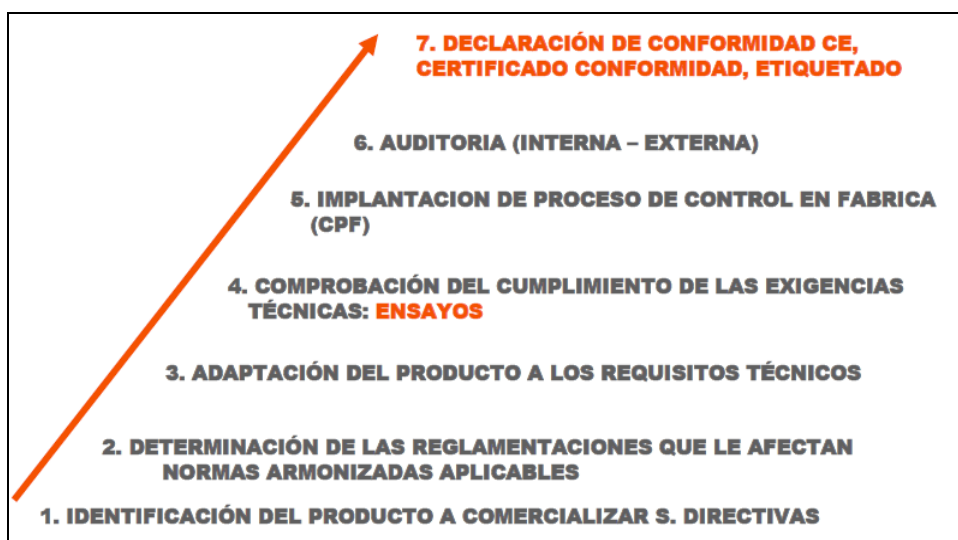 7. DECLARACIÓN DE CONFORMIDAD CE,
CERTIFICADO CONFORMIDAD, ETIQUETADO
6. AUDITORIA (INTERNA – EXTERNA)
5. IMPLANTACION DE PROCESO DE CONTROL EN FABRICA
(CPF)
4. COMPROBACIÓN DEL CUMPLIMIENTO DE LAS EXIGENCIAS
TÉCNICAS: ENSAYOS
3. ADAPTACIÓN DEL PRODUCTO A LOS REQUISITOS TÉCNICOS
2. DETERMINACIÓN DE LAS REGLAMENTACIONES QUE LE AFECTAN
NORMAS ARMONIZADAS APLICABLES
1. IDENTIFICACIÓN DEL PRODUCTO A COMERCIALIZAR S. DIRECTIVAS